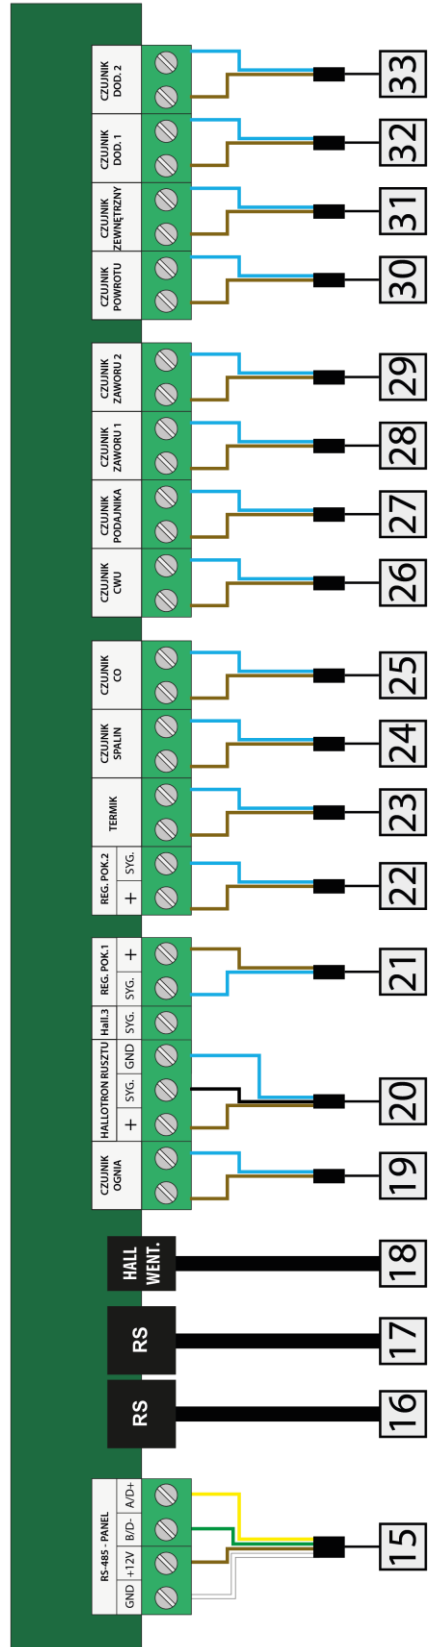 CZUJNIK
DOD. 2
33
CZUJNIK
DOD. 1
32
CZUJNIK
ZEWNĘTRZNY
31
CZUJNIK
POWROTU
30
CZUJNIK
ZAWORU 2
29
CZUJNIK
ZAWORU 1
28
CZUJNIK
PODAJNIKA
27
CZUJNIK
CWU
26
CZUJNIK
CO
25
CZUJNIK
SPALIN
24
TERMIK
23
REG. POK.2
+ SYG.
22
REG. POK.1
SYG. +
21
Hall.3
SYG.
HALLOTRON RUSZTU
+ SYG. GND
20
CZUJNIK
OGNIA
19
HALL
WENT.
18
RS
17
RS
16
RS-485 - PANEL
GND +12V B/D- A/D+
15